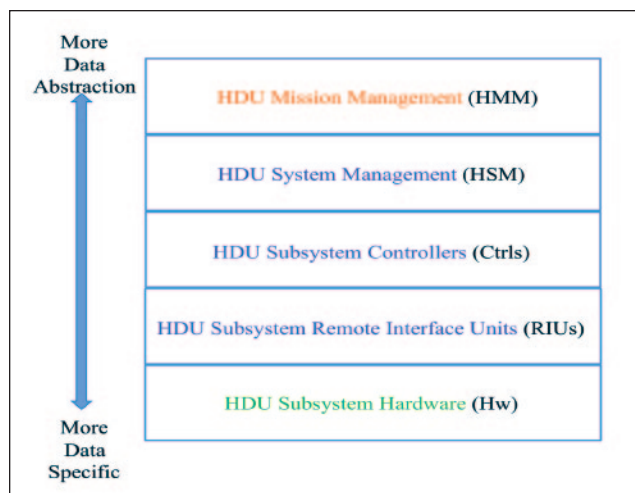 More
Data
Abstraction
HDU Mission Management (HMM)
HDU System Management (HSM)
HDU Subsystem Controllers (Ctrls)
HDU Subsystem Remote Interface Units (RIUs)
HDU Subsystem Hardware (Hw)
More
Data
Specific